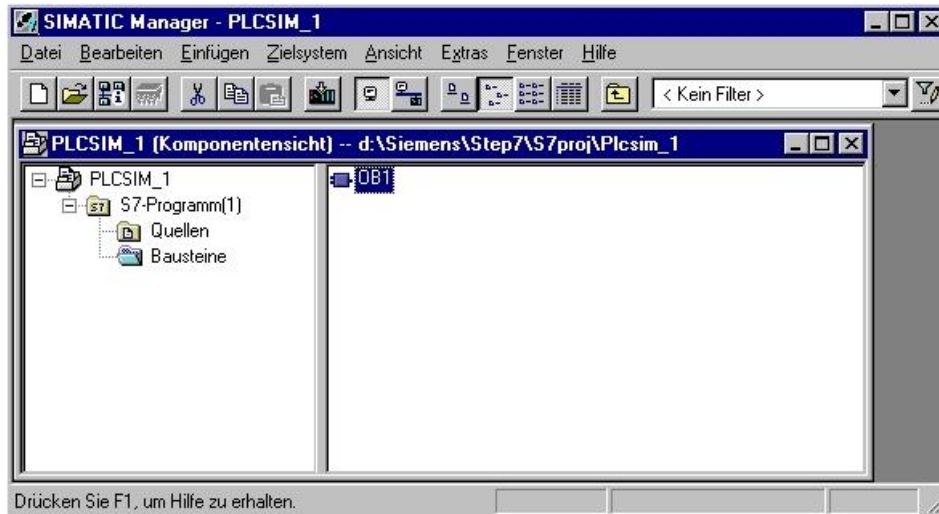 SIMATIC Manager - PLCSIM_1
Datei Bearbeiten Einfügen Zielsystem Ansicht Extras Fenster Hilfe
< Kein Filter >
PLCSIM_1 (Komponentensicht) -- d:\Siemens\Step7\S7proj\Plcsim_1
PLCSIM_1
S7-Programm(1)
Quellen
Bausteine
OB1
Drücken Sie F1, um Hilfe zu erhalten.